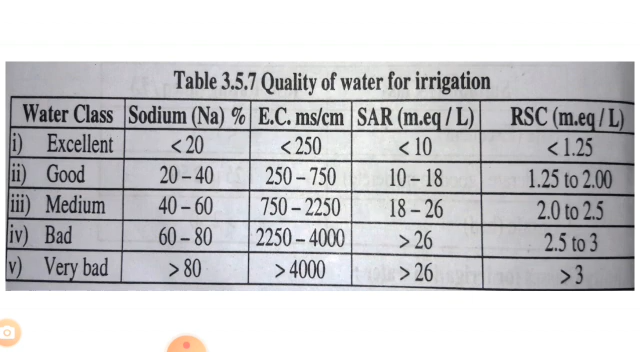 Table 3.5.7 Quality of water for irrigation
Water Class Sodium (Na) % E.C. ms/cm SAR (m.eq / L) RSC (m.eq / L)
i) Excellent < 20 < 250 < 10 < 1.25
ii) Good 20 – 40 250 – 750 10 – 18 1.25 to 2.00
iii) Medium 40 – 60 750 – 2250 18 – 26 2.0 to 2.5
iv) Bad 60 – 80 2250 – 4000 > 26 2.5 to 3
v) Very bad > 80 > 4000 > 26 > 3